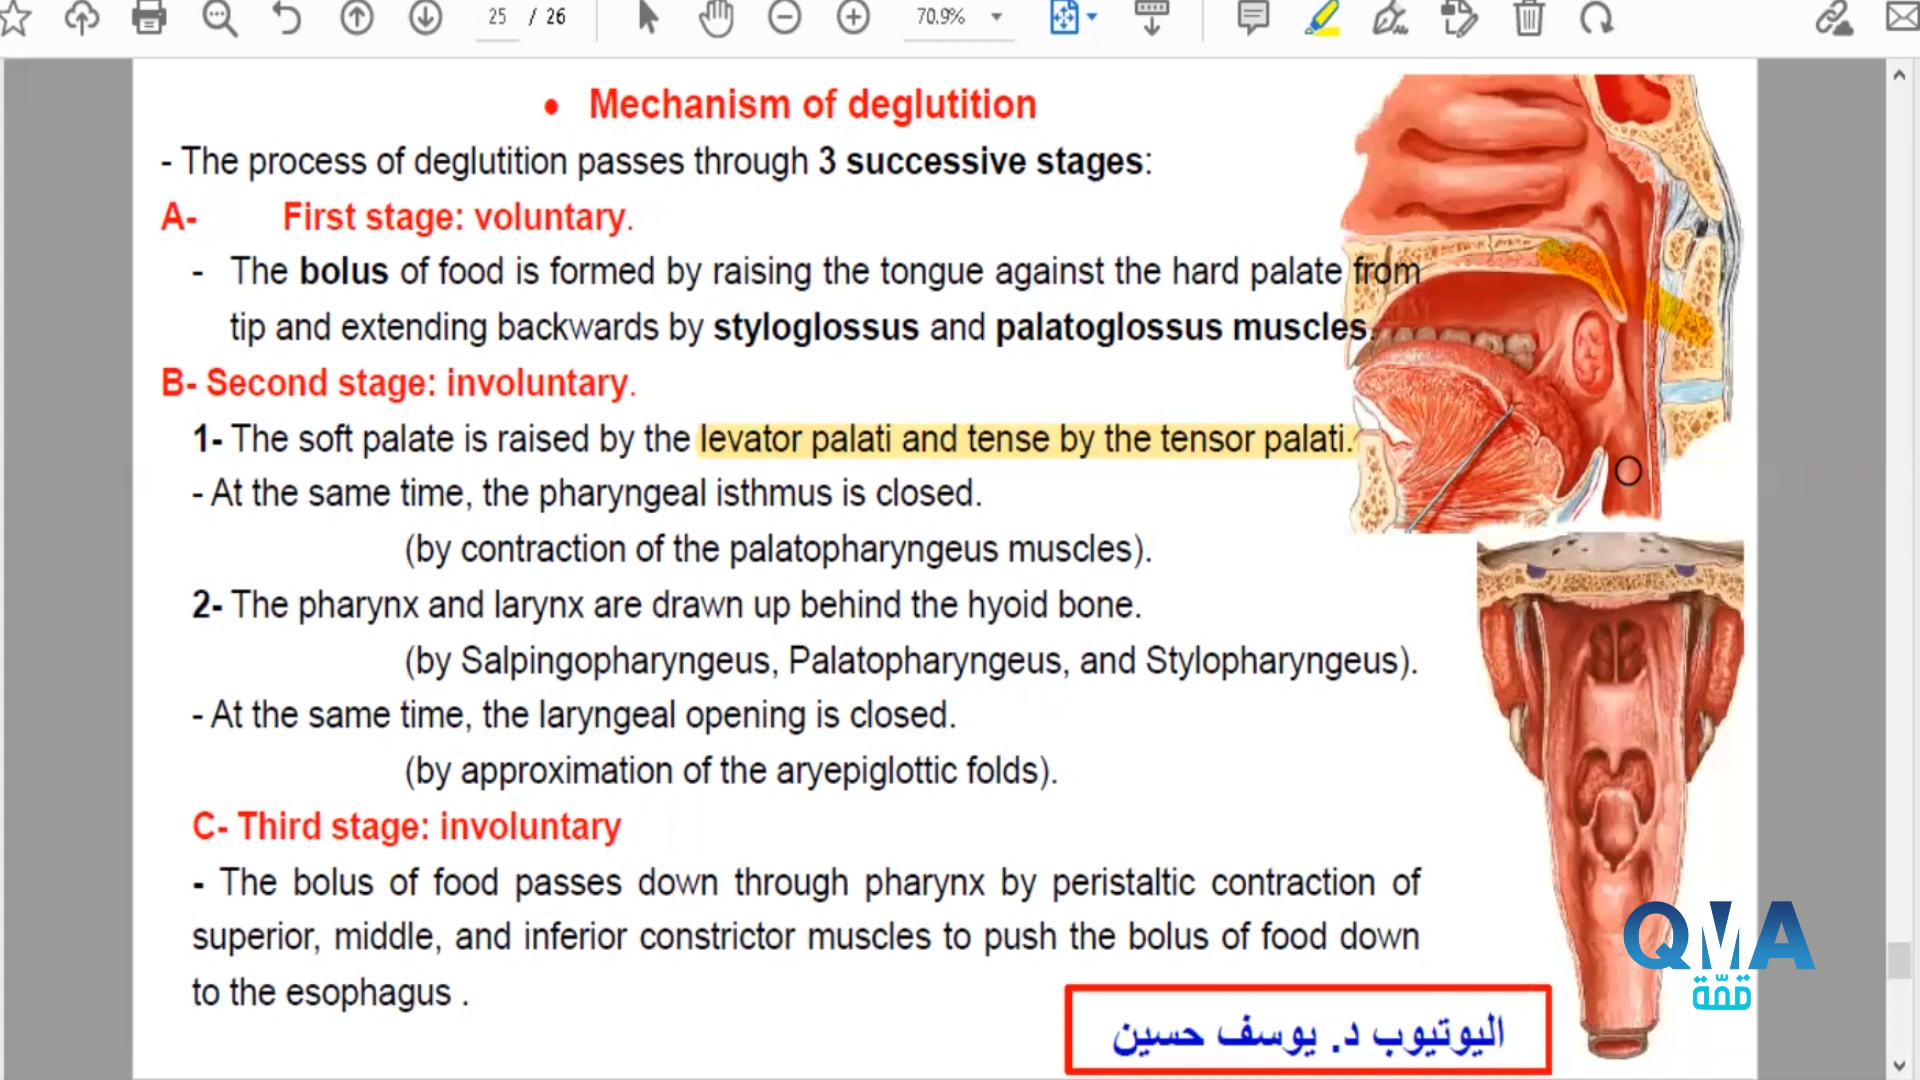 25 / 26 70.9%
• Mechanism of deglutition
- The process of deglutition passes through 3 successive stages:
A- First stage: voluntary.
- The bolus of food is formed by raising the tongue against the hard palate from
tip and extending backwards by styloglossus and palatoglossus muscles.
B- Second stage: involuntary.
1- The soft palate is raised by the levator palati and tense by the tensor palati.
- At the same time, the pharyngeal isthmus is closed.
(by contraction of the palatopharyngeus muscles).
2- The pharynx and larynx are drawn up behind the hyoid bone.
(by Salpingopharyngeus, Palatopharyngeus, and Stylopharyngeus).
- At the same time, the laryngeal opening is closed.
(by approximation of the aryepiglottic folds).
C- Third stage: involuntary
- The bolus of food passes down through pharynx by peristaltic contraction of
superior, middle, and inferior constrictor muscles to push the bolus of food down
to the esophagus .
QMA
قمّة
اليوتيوب د. يوسف حسين